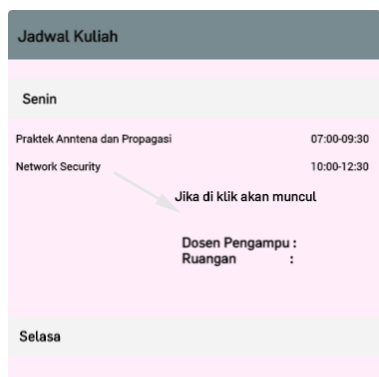 Jadwal Kuliah
Senin
Praktek Anntena dan Propagasi 07:00-09:30
Network Security 10:00-12:30
Jika di klik akan muncul
Dosen Pengampu :
Ruangan :
Selasa